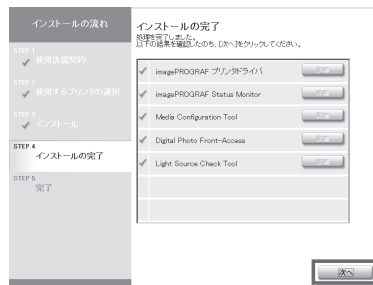 インストールの流れ
STEP 1
使用許諾契約
STEP 2
使用するプリンタの選択
STEP 3
インストール
STEP 4
インストールの完了
STEP 5
完了
インストールの完了
処理を完了しました。
以下の結果を確認したのち、[次へ]をクリックしてください。
imagePROGRAF プリンタドライバ
imagePROGRAF Status Monitor
Media Configuration Tool
Digital Photo Front-Access
Light Source Check Tool
次へ